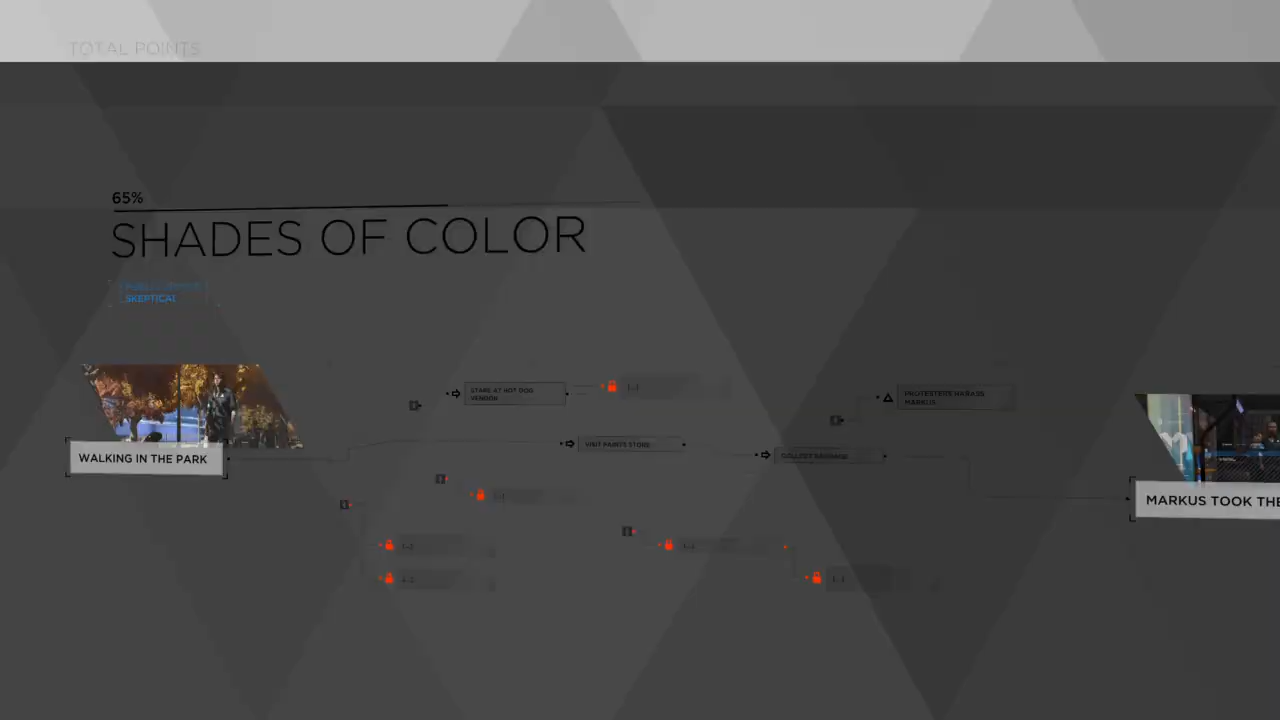 TOTAL POINTS
65%
SHADES OF COLOR
SKEPTICAL
STARE AT HOT DOG
VENDOR
PROTESTERS HARASS
MARKUS
VISIT PAINTS STORE
WALKING IN THE PARK
MARKUS TOOK THE